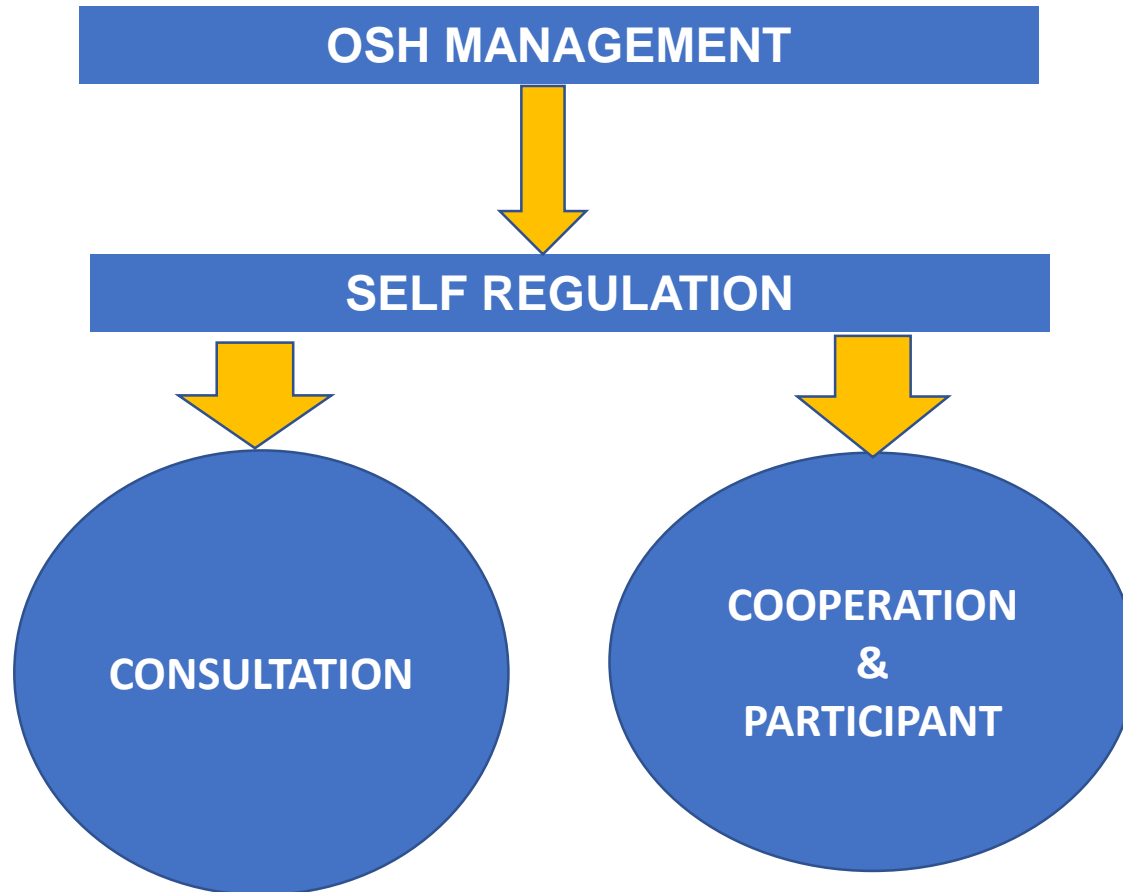 OSH MANAGEMENT
SELF REGULATION
CONSULTATION
COOPERATION
&
PARTICIPANT